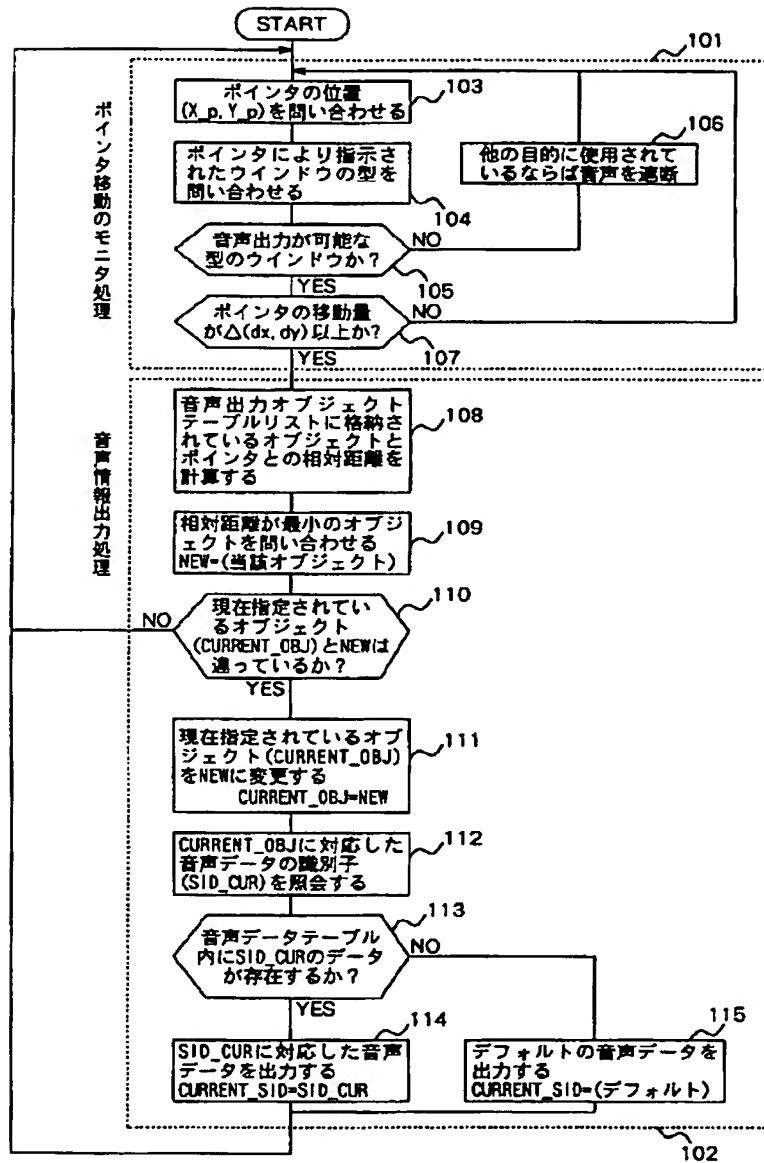 START
101
ポインタ移動のモニタ処理
ポインタの位置
(X_p,Y_p)を問い合わせる
103
ポインタにより指示さ
れたウインドウの型を
問い合わせる
104
他の目的に使用されて
いるならば音声を遮断
106
音声出力が可能な
型のウインドウか?
NO
105
YES
ポインタの移動量
が△(dx,dy)以上か?
NO
107
YES
音声情報出力処理
音声出力オブジェクト
テーブルリストに格納さ
れているオブジェクトと
ポインタとの相対距離を
計算する
108
相対距離が最小のオブジ
ェクトを問い合わせる
NEW=(当該オブジェクト)
109
現在指定されてい
るオブジェクト
(CURRENT_OBJ)とNEWは
違っているか?
110
NO
YES
現在指定されているオブ
ジェクト(CURRENT_OBJ)
をNEWに変更する
CURRENT_OBJ=NEW
111
CURRENT_OBJに対応した
音声データの識別子
(SID_CUR)を照会する
112
音声データテーブル
内にSID_CURのデータ
が存在するか?
113
NO
YES
SID_CURに対応した音声
データを出力する
CURRENT_SID=SID_CUR
114
デフォルトの音声データを
出力する
CURRENT_SID=(デフォルト)
115
102